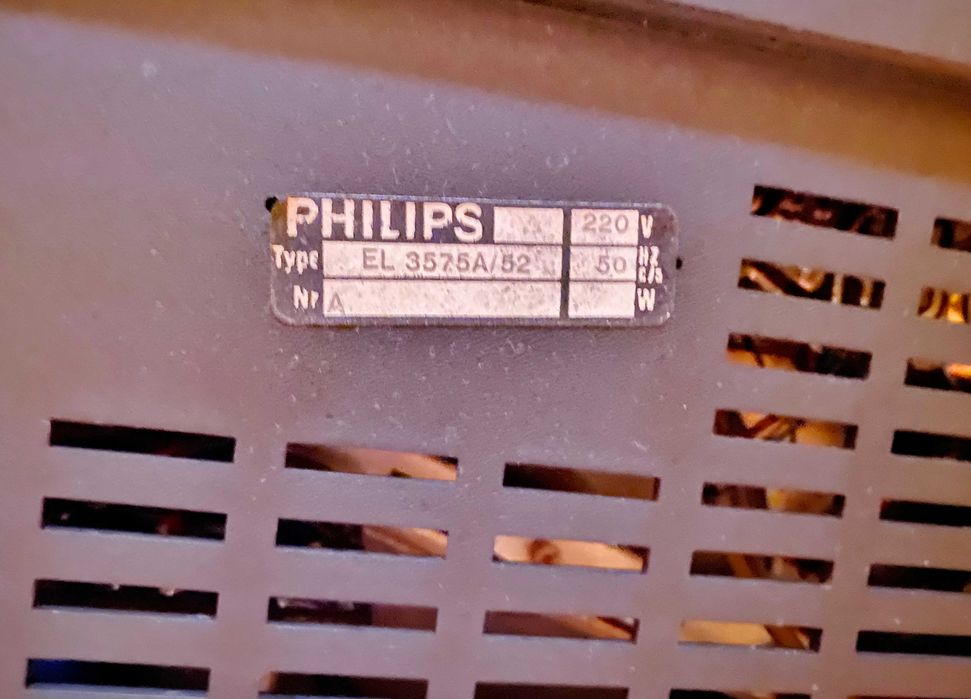 PHILIPS 220 V
Type EL 3575A/52 50 Hz c/s
Nr A W